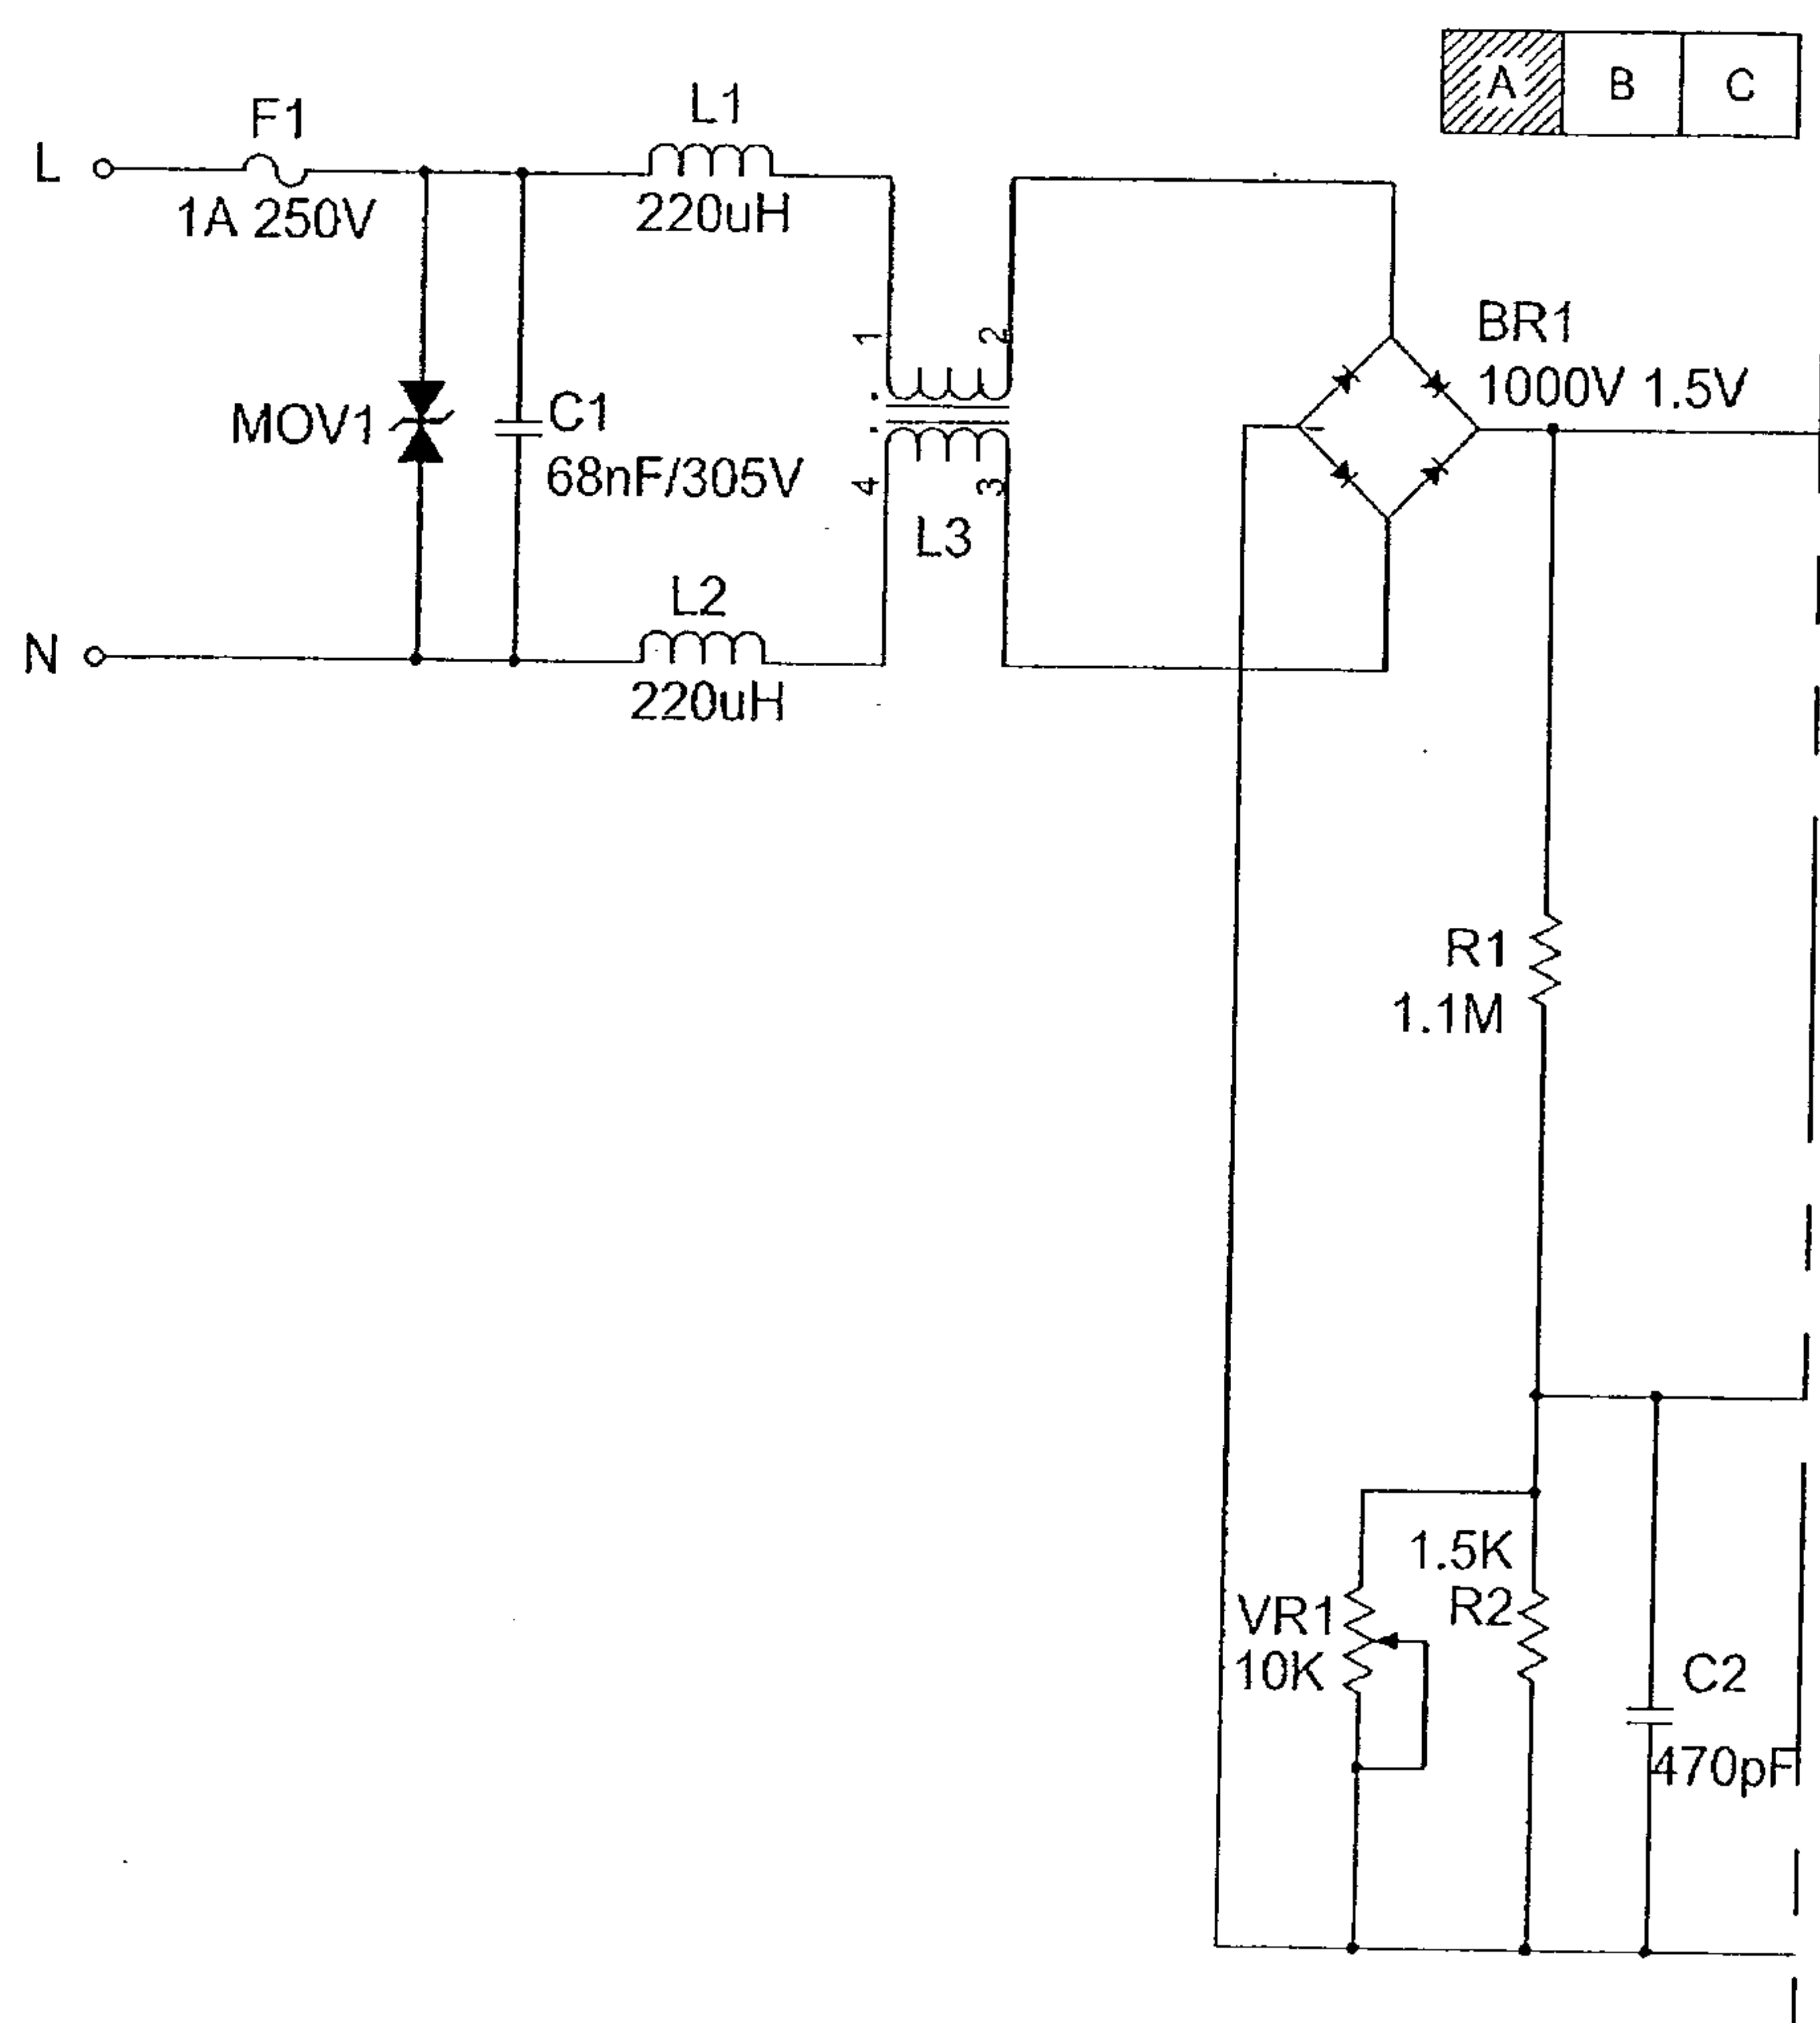 A B C
F1
L1
L
1A 250V
220uH
1
2
BR1
1000V 1.5V
MOV1
C1
68nF/305V
4
3
L3
L2
N
220uH
R1
1.1M
1.5K
VR1
R2
10K
C2
470pF